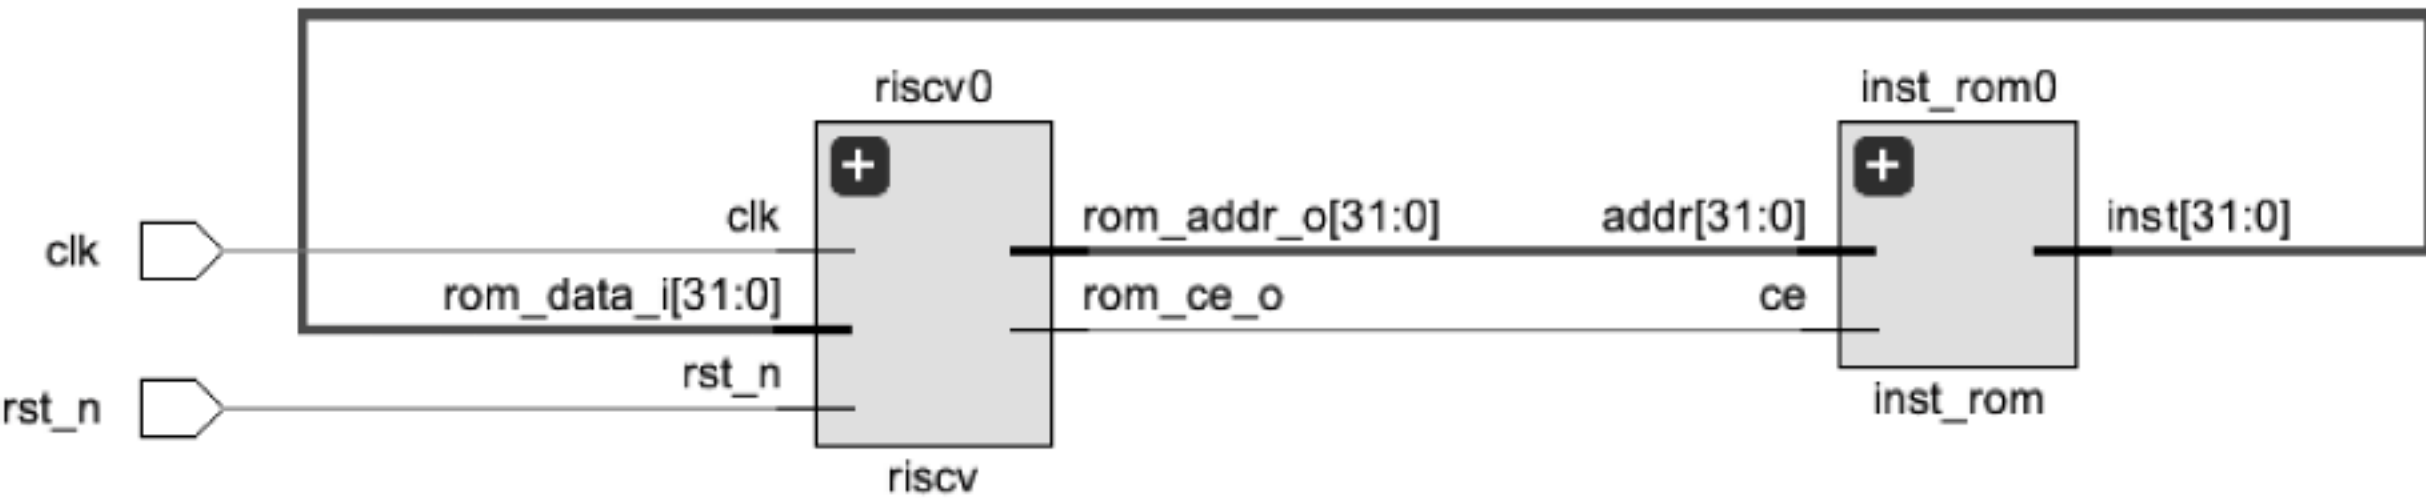 riscv0 inst_rom0
clk rom_addr_o[31:0] addr[31:0] inst[31:0]
clk
rom_data_i[31:0] rom_ce_o ce
rst_n
rst_n inst_rom
riscv